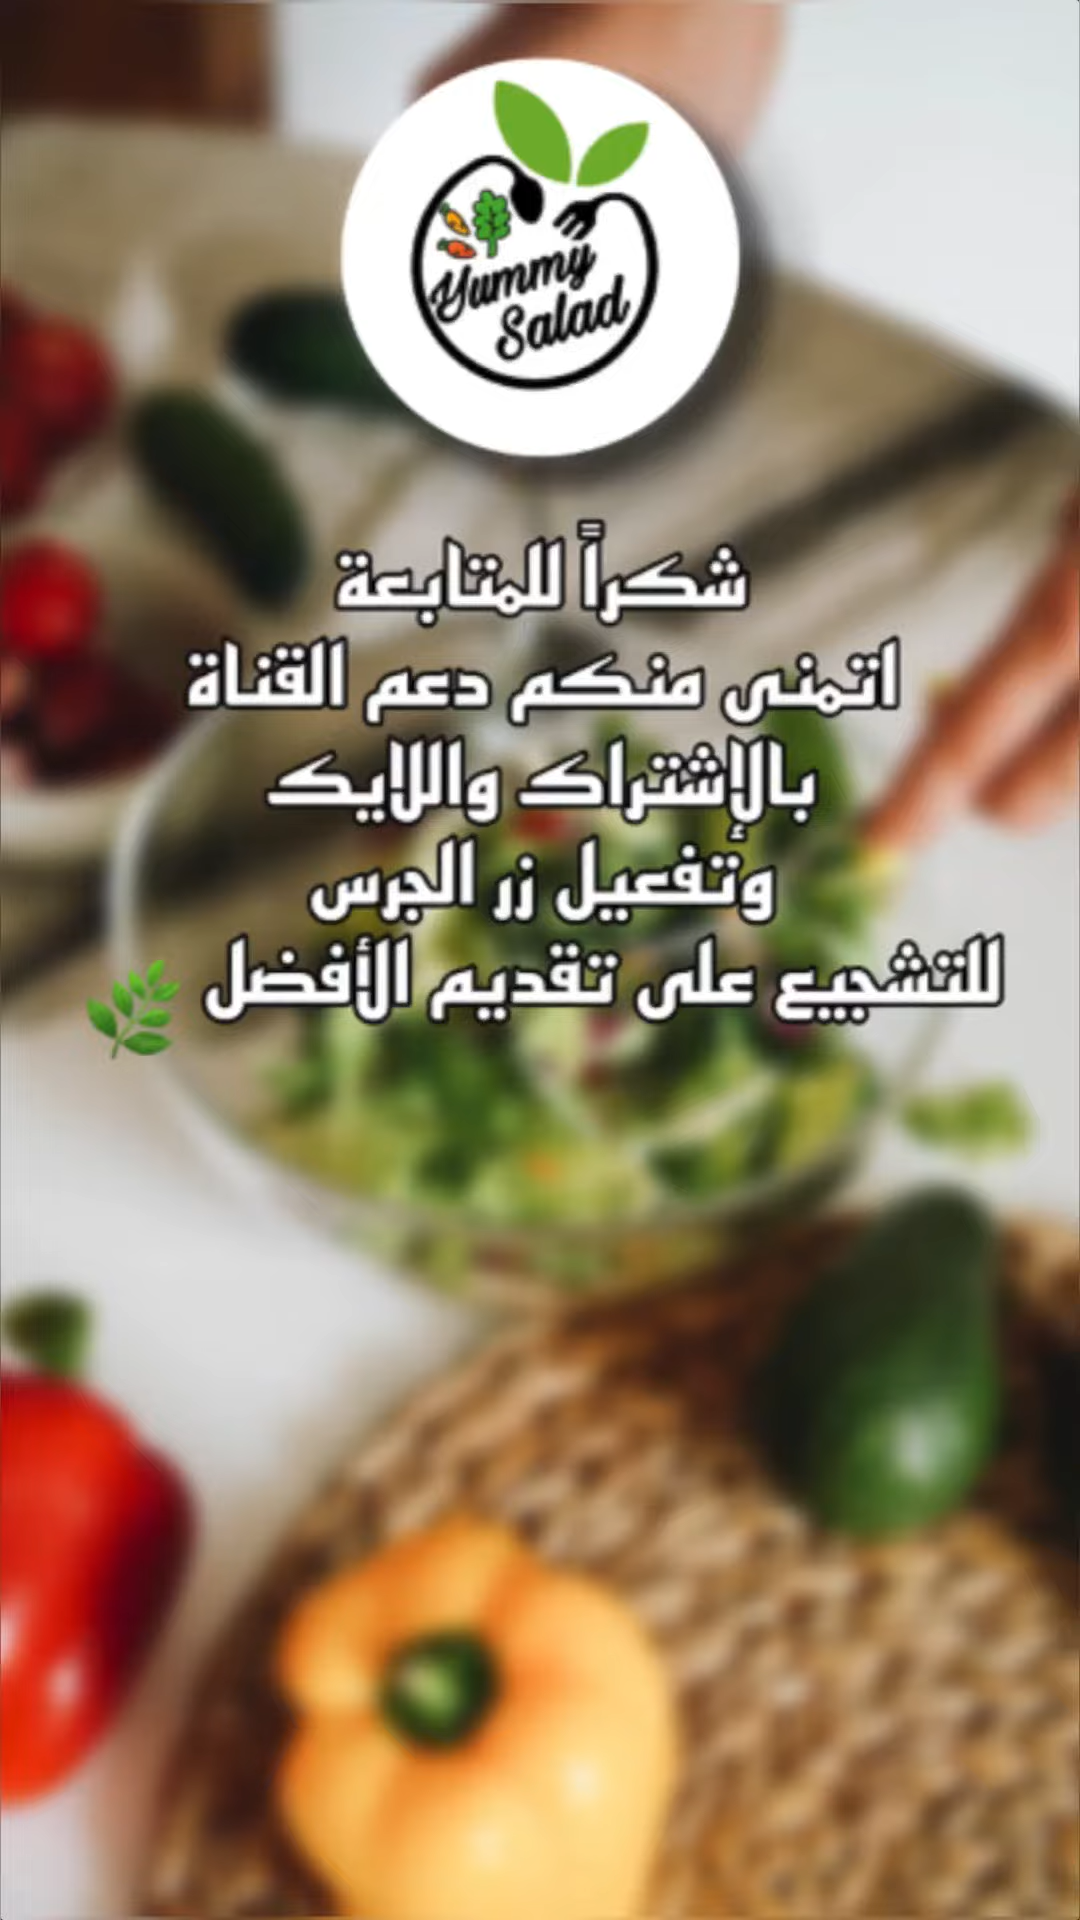 Yummy
Salad
شكراً للمتابعة
اتمنى منكم دعم القناة
بالإشتراك واللايك
وتفعيل زر الجرس
للتشجيع على تقديم الأفضل 🌿